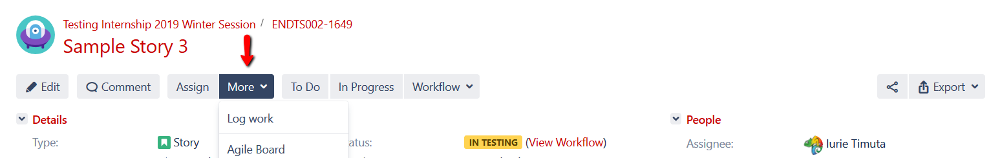 Testing Internship 2019 Winter Session / ENDTS002-1649
Sample Story 3
Edit Comment Assign More To Do In Progress Workflow Export
Log work
Details People
Type: Story atus: IN TESTING (View Workflow) Assignee: Iurie Timuta
Agile Board